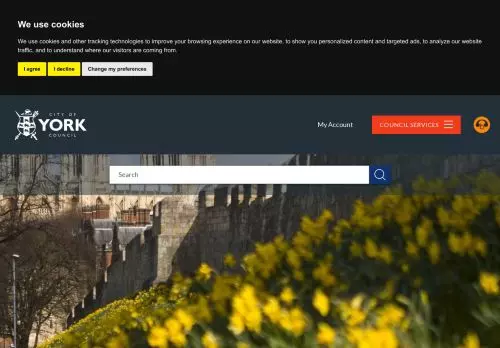 We use cookies
We use cookies and other tracking technologies to improve your browsing experience on our website, to show you personalized content and targeted ads, to analyze our website
traffic, and to understand where our visitors are coming from.
I agree
I decline
Change my preferences
CITY OF
YORK
COUNCIL
My Account
COUNCIL SERVICES
Search